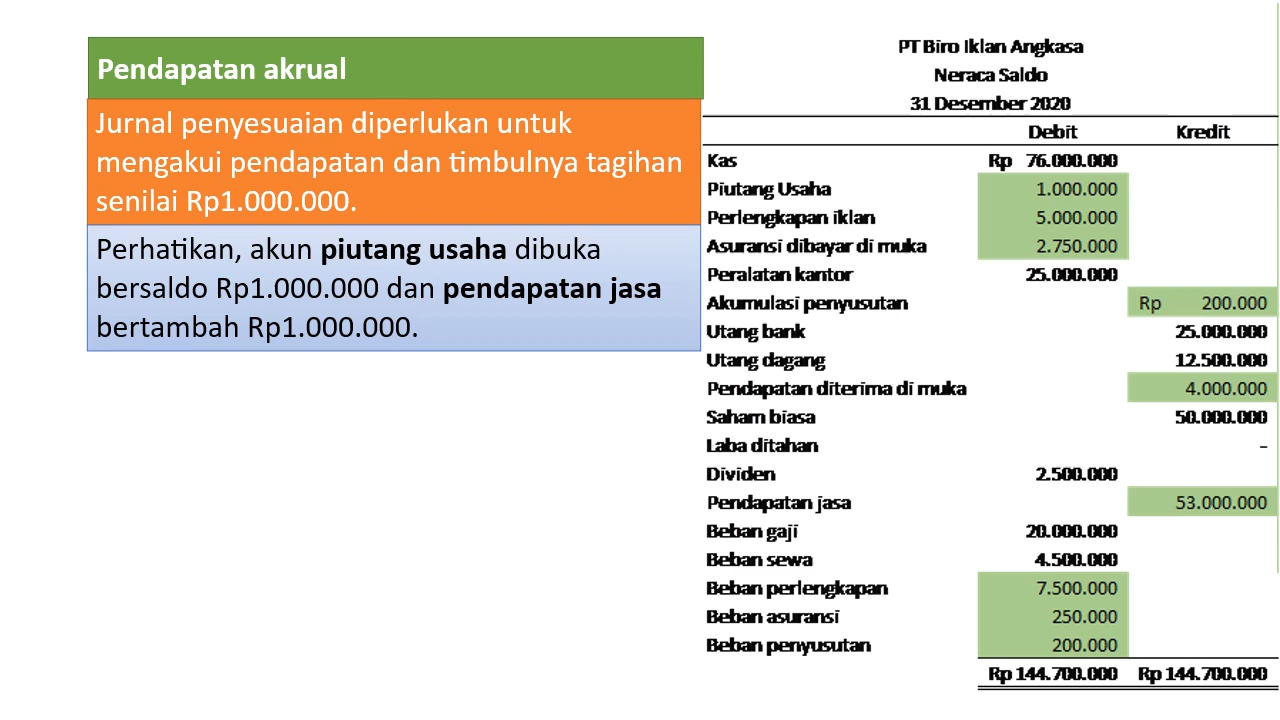 Pendapatan akrual
Jurnal penyesuaian diperlukan untuk
mengakui pendapatan dan timbulnya tagihan
senilai Rp1.000.000.
Perhatikan, akun piutang usaha dibuka
bersaldo Rp1.000.000 dan pendapatan jasa
bertambah Rp1.000.000.
PT Biro Iklan Angkasa
Neraca Saldo
31 Desember 2020
Debit Kredit
Kas Rp 76.000.000
Piutang Usaha 1.000.000
Perlengkapan iklan 5.000.000
Asuransi dibayar di muka 2.750.000
Peralatan kantor 25.000.000
Akumulasi penyusutan Rp 200.000
Utang bank 25.000.000
Utang dagang 12.500.000
Pendapatan diterima di muka 4.000.000
Saham biasa 50.000.000
Laba ditahan -
Dividen 2.500.000
Pendapatan jasa 53.000.000
Beban gaji 20.000.000
Beban sewa 4.500.000
Beban perlengkapan 7.500.000
Beban asuransi 250.000
Beban penyusutan 200.000
Rp 144.700.000 Rp 144.700.000